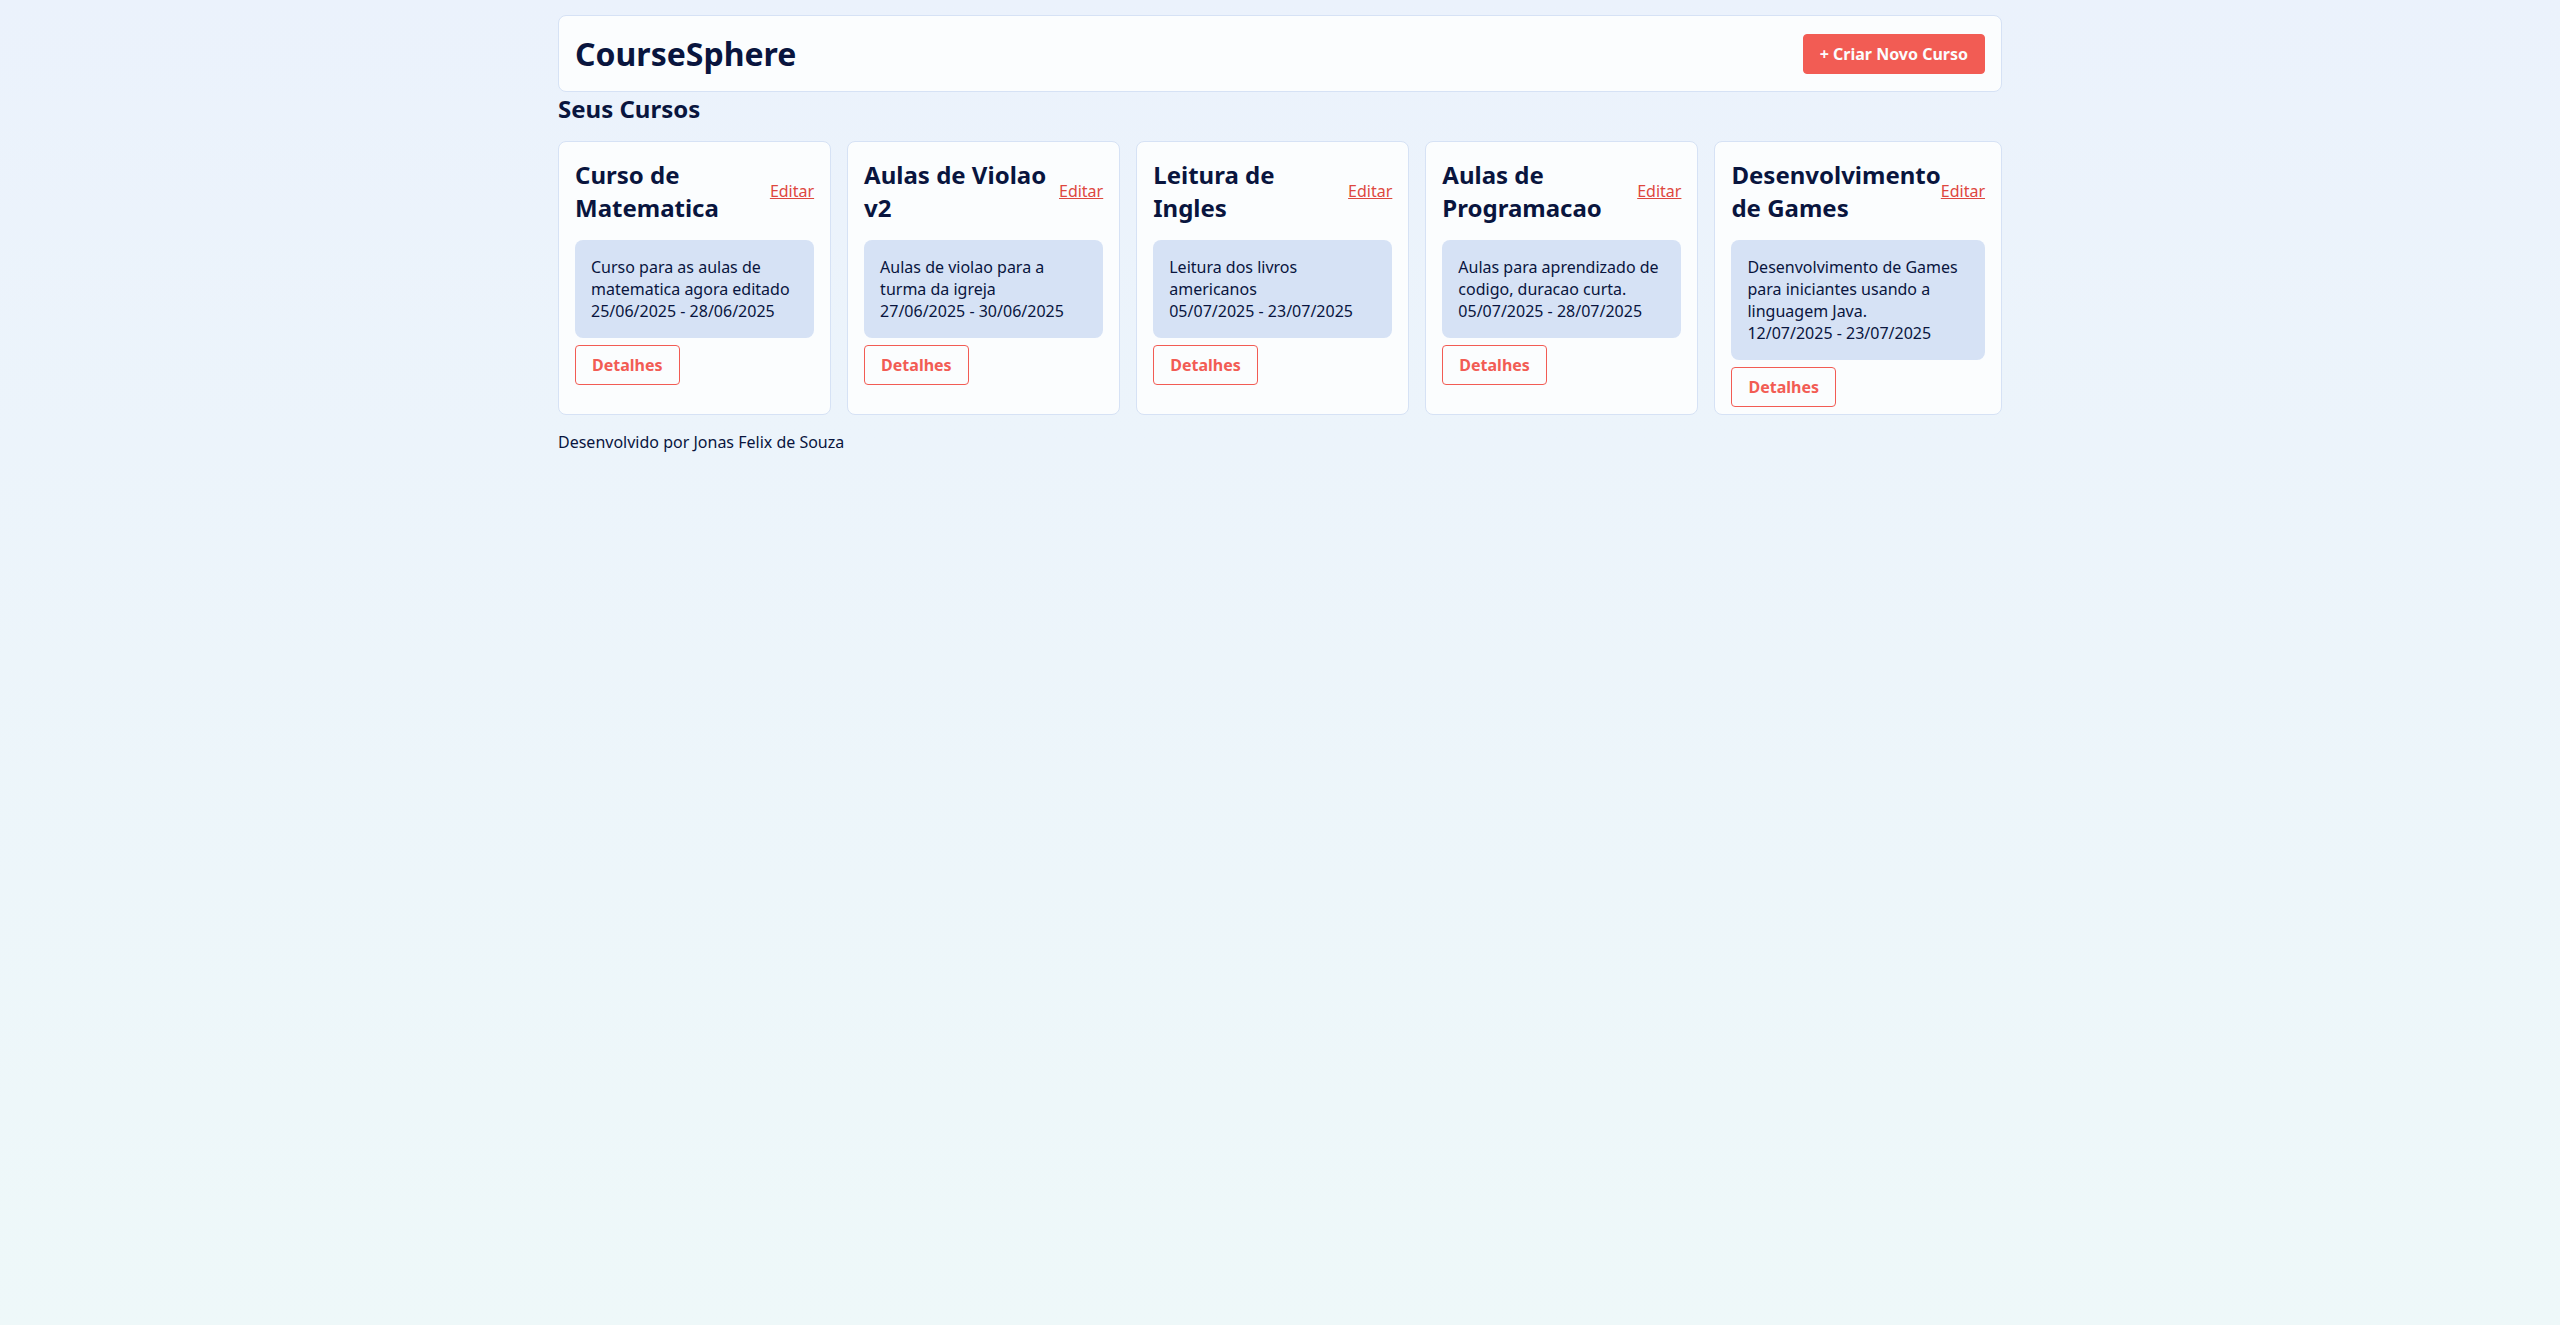 CourseSphere
+ Criar Novo Curso
Seus Cursos
Curso de
Matematica
Editar
Curso para as aulas de
matematica agora editado
25/06/2025 - 28/06/2025
Detalhes
Aulas de Violao
v2
Editar
Aulas de violao para a
turma da igreja
27/06/2025 - 30/06/2025
Detalhes
Leitura de
Ingles
Editar
Leitura dos livros
americanos
05/07/2025 - 23/07/2025
Detalhes
Aulas de
Programacao
Editar
Aulas para aprendizado de
codigo, duracao curta.
05/07/2025 - 28/07/2025
Detalhes
Desenvolvimento
de Games
Editar
Desenvolvimento de Games
para iniciantes usando a
linguagem Java.
12/07/2025 - 23/07/2025
Detalhes
Desenvolvido por Jonas Felix de Souza